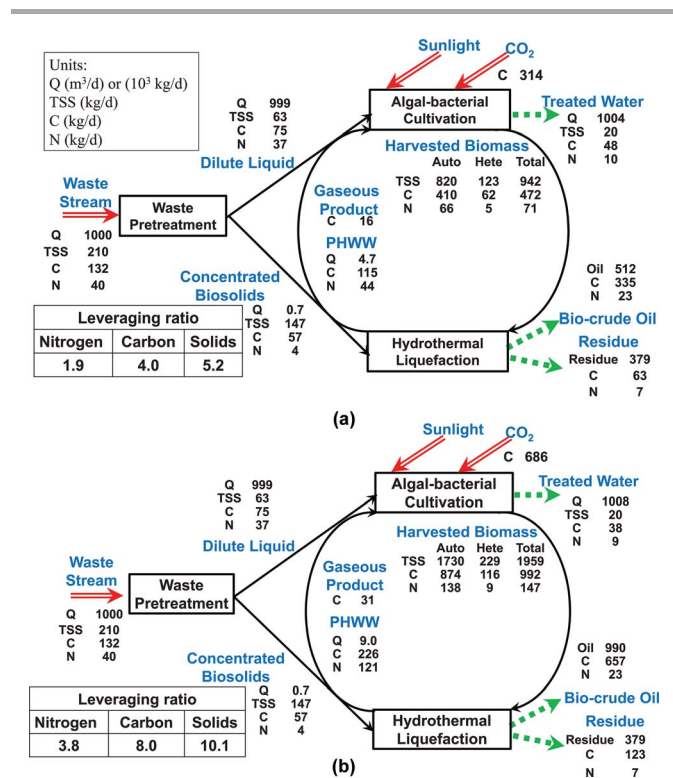 Units:
Q (m³/d) or (10³ kg/d)
TSS (kg/d)
C (kg/d)
N (kg/d)
Sunlight
CO₂
C 314
Q 999
TSS 63
C 75
N 37
Dilute Liquid
Algal-bacterial
Cultivation
Treated Water
Q 1004
TSS 20
C 48
N 10
Harvested Biomass
Auto Hete Total
TSS 820 123 942
C 410 62 472
N 66 5 71
Waste
Stream
Q 1000
TSS 210
C 132
N 40
Waste
Pretreatment
Gaseous
Product
C 16
PHWW
Q 4.7
C 115
N 44
Concentrated
Biosolids
Q 0.7
TSS 147
C 57
N 4
Leveraging ratio
Nitrogen Carbon Solids
1.9 4.0 5.2
Hydrothermal
Liquefaction
Oil 512
C 335
N 23
Bio-crude Oil
Residue
Residue 379
C 63
N 7
(a)
Sunlight
CO₂
C 686
Q 999
TSS 63
C 75
N 37
Dilute Liquid
Algal-bacterial
Cultivation
Treated Water
Q 1008
TSS 20
C 38
N 9
Harvested Biomass
Auto Hete Total
TSS 1730 229 1959
C 874 116 992
N 138 9 147
Waste
Stream
Q 1000
TSS 210
C 132
N 40
Waste
Pretreatment
Gaseous
Product
C 31
PHWW
Q 9.0
C 226
N 121
Concentrated
Biosolids
Q 0.7
TSS 147
C 57
N 4
Leveraging ratio
Nitrogen Carbon Solids
3.8 8.0 10.1
Hydrothermal
Liquefaction
Oil 990
C 657
N 23
Bio-crude Oil
Residue
Residue 379
C 123
N 7
(b)